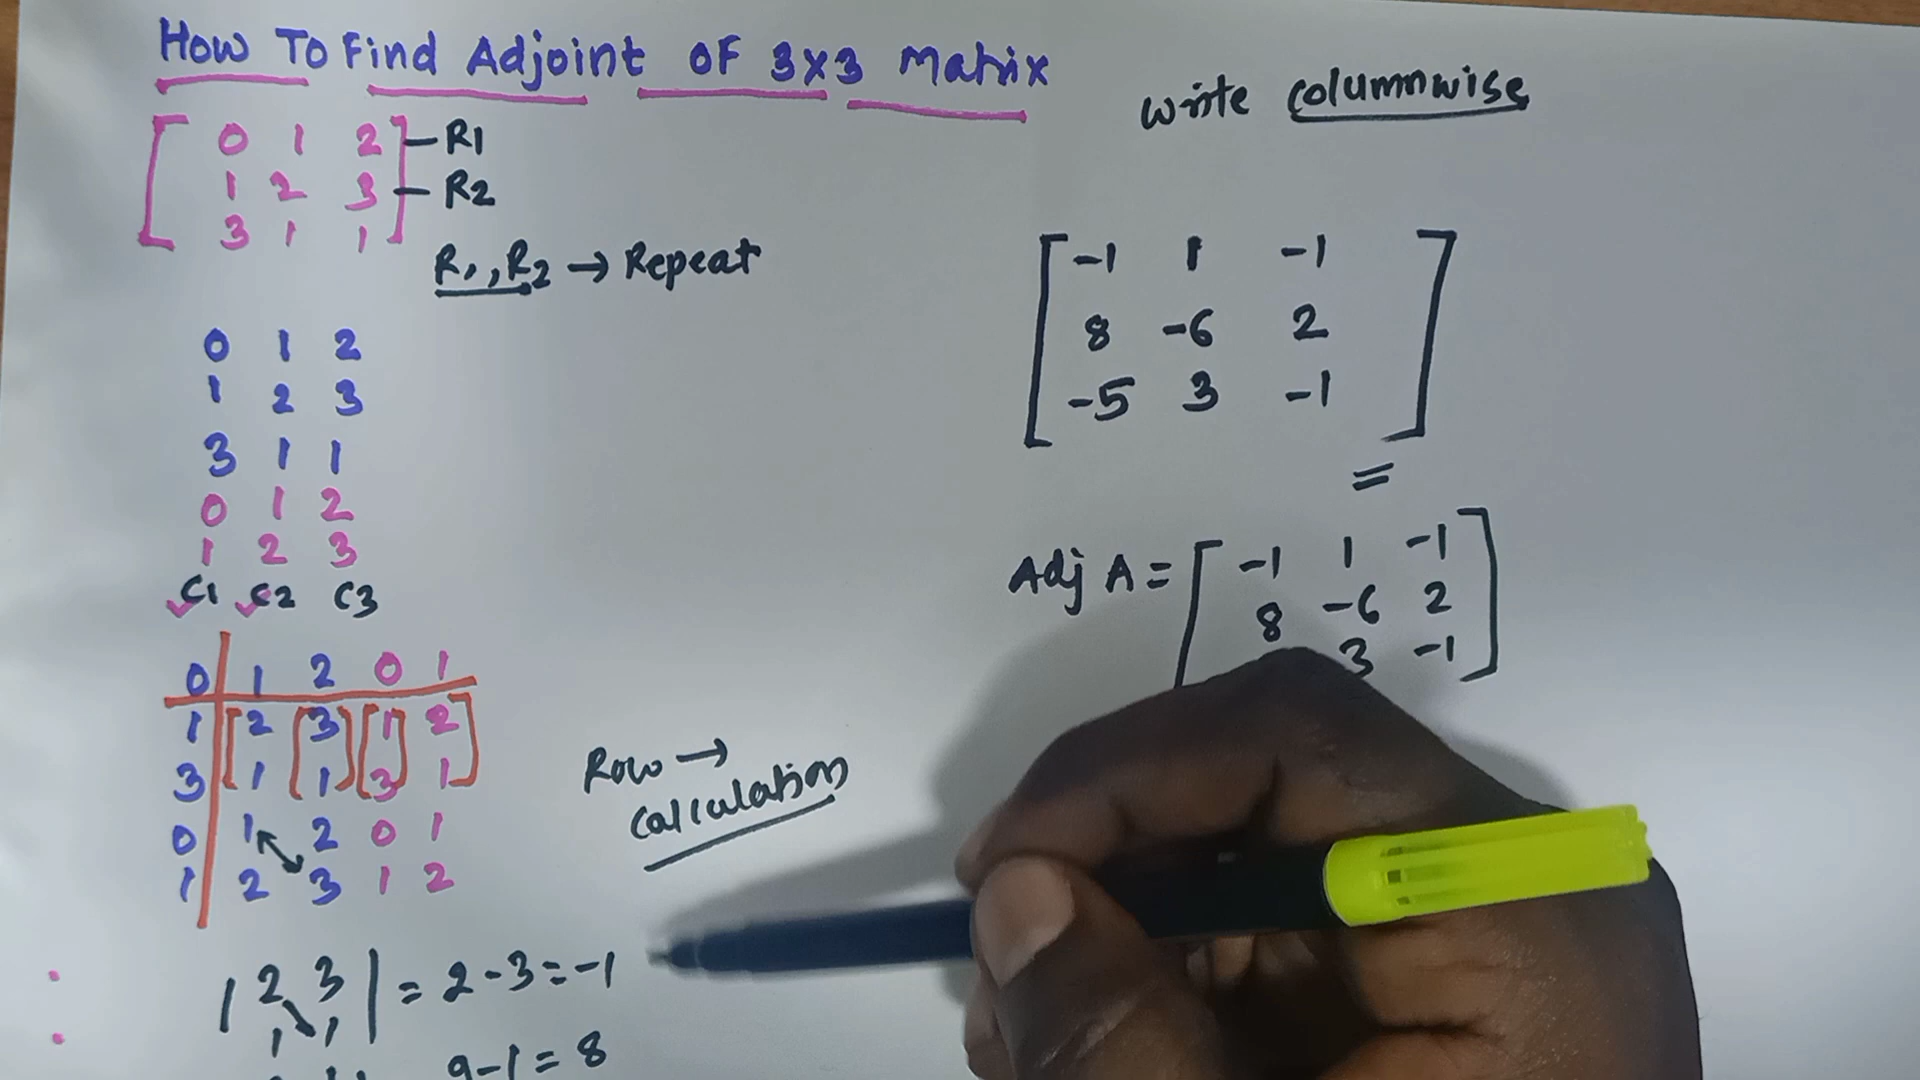 How To Find Adjoint OF 3x3 Matrix
0 1 2 - R1
1 2 3 - R2
3 1 1
R1, R2 → Repeat
0 1 2
1 2 3
3 1 1
0 1 2
1 2 3
C1 C2 C3
0 1 2 0 1
1 2 3 1 2
3 1 1 3 1
0 1 2 0 1
1 2 3 1 2
Row →
calculation
| 2 3 | = 2-3 = -1
1 1
9-1 = 8
write columnwise
-1 1 -1
8 -6 2
-5 3 -1
=
Adj A =
-1 1 -1
8 -6 2
3 -1